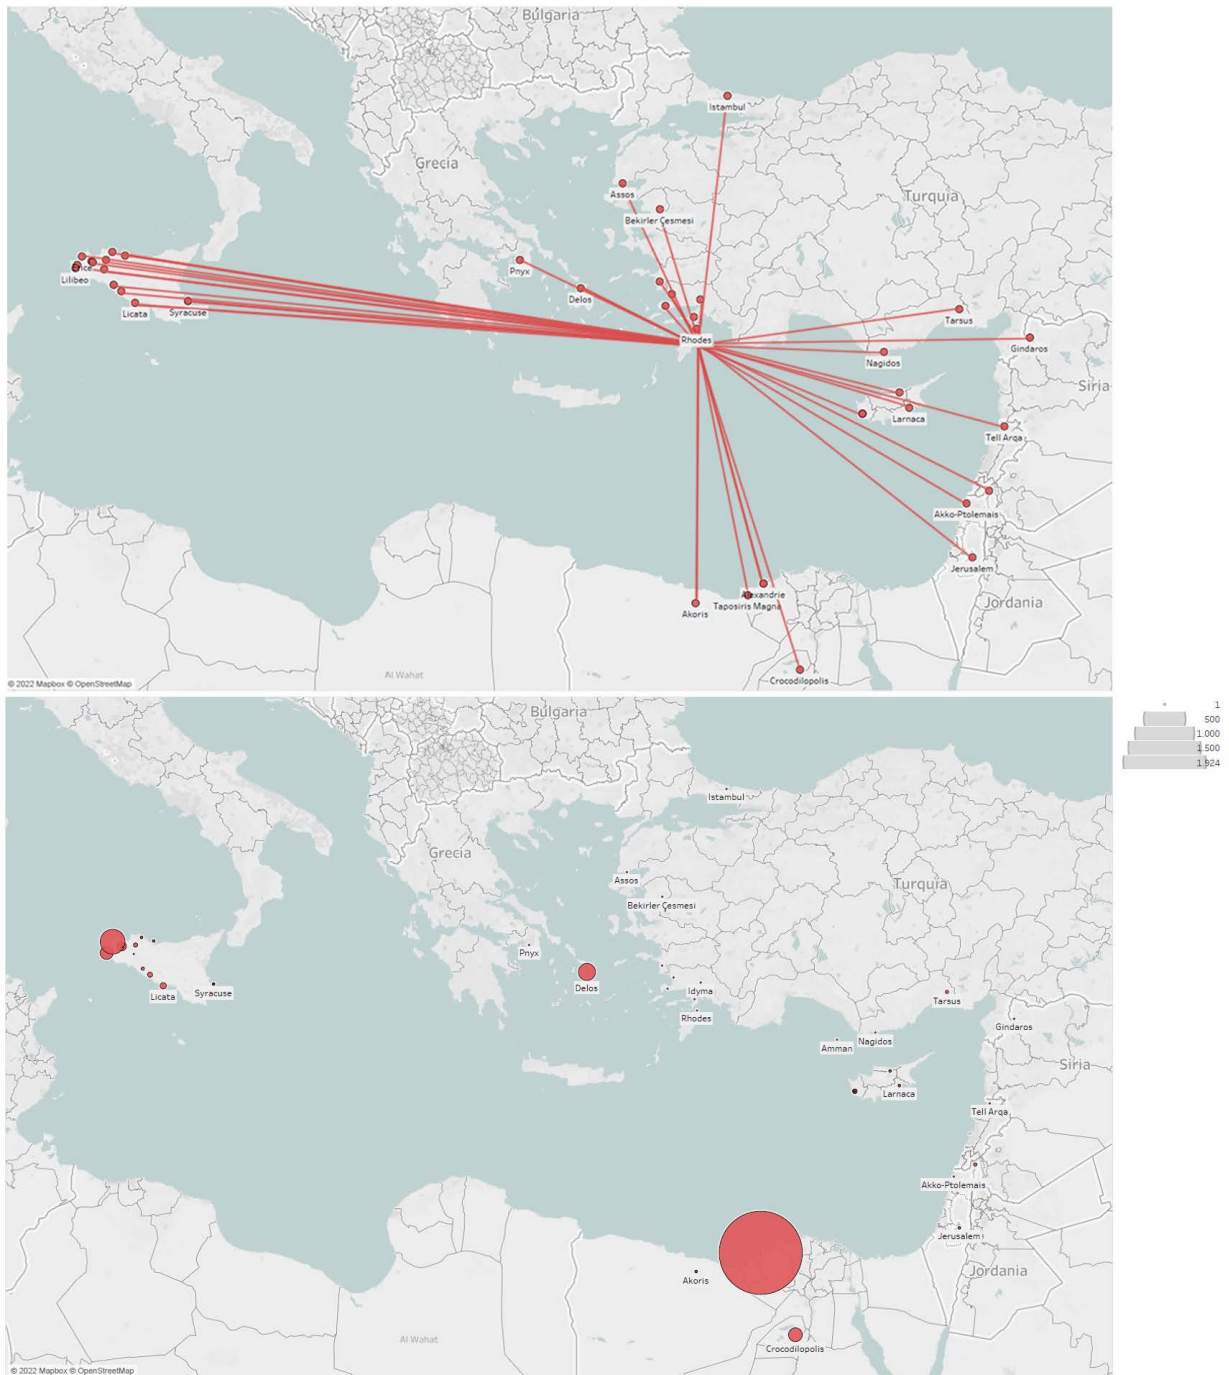 Bulgaria
Istambul
Grecia
Assos
Turquía
Bekirler Çesmesi
Pnyx
Erice
Lilibeo
Delos
Licata
Syracuse
Tarsus
Rhodes
Gindaros
Nagidos
Siria
Larnaca
Tell Arqa
Akko-Ptolemais
Jerusalem
Alexandrie
Taposiris Magna
Akoris
Jordania
Al Wahat
Crocodilopolis
© 2022 Mapbox © OpenStreetMap
Bulgaria
1
500
1.000
1.500
1.924
Istambul
Grecia
Assos
Turquía
Bekirler Çesmesi
Pnyx
Delos
Idyma
Licata
Syracuse
Tarsus
Rhodes
Gindaros
Amman
Nagidos
Siria
Larnaca
Tell Arqa
Akko-Ptolemais
Jerusalem
Akoris
Jordania
Al Wahat
Crocodilopolis
© 2022 Mapbox © OpenStreetMap